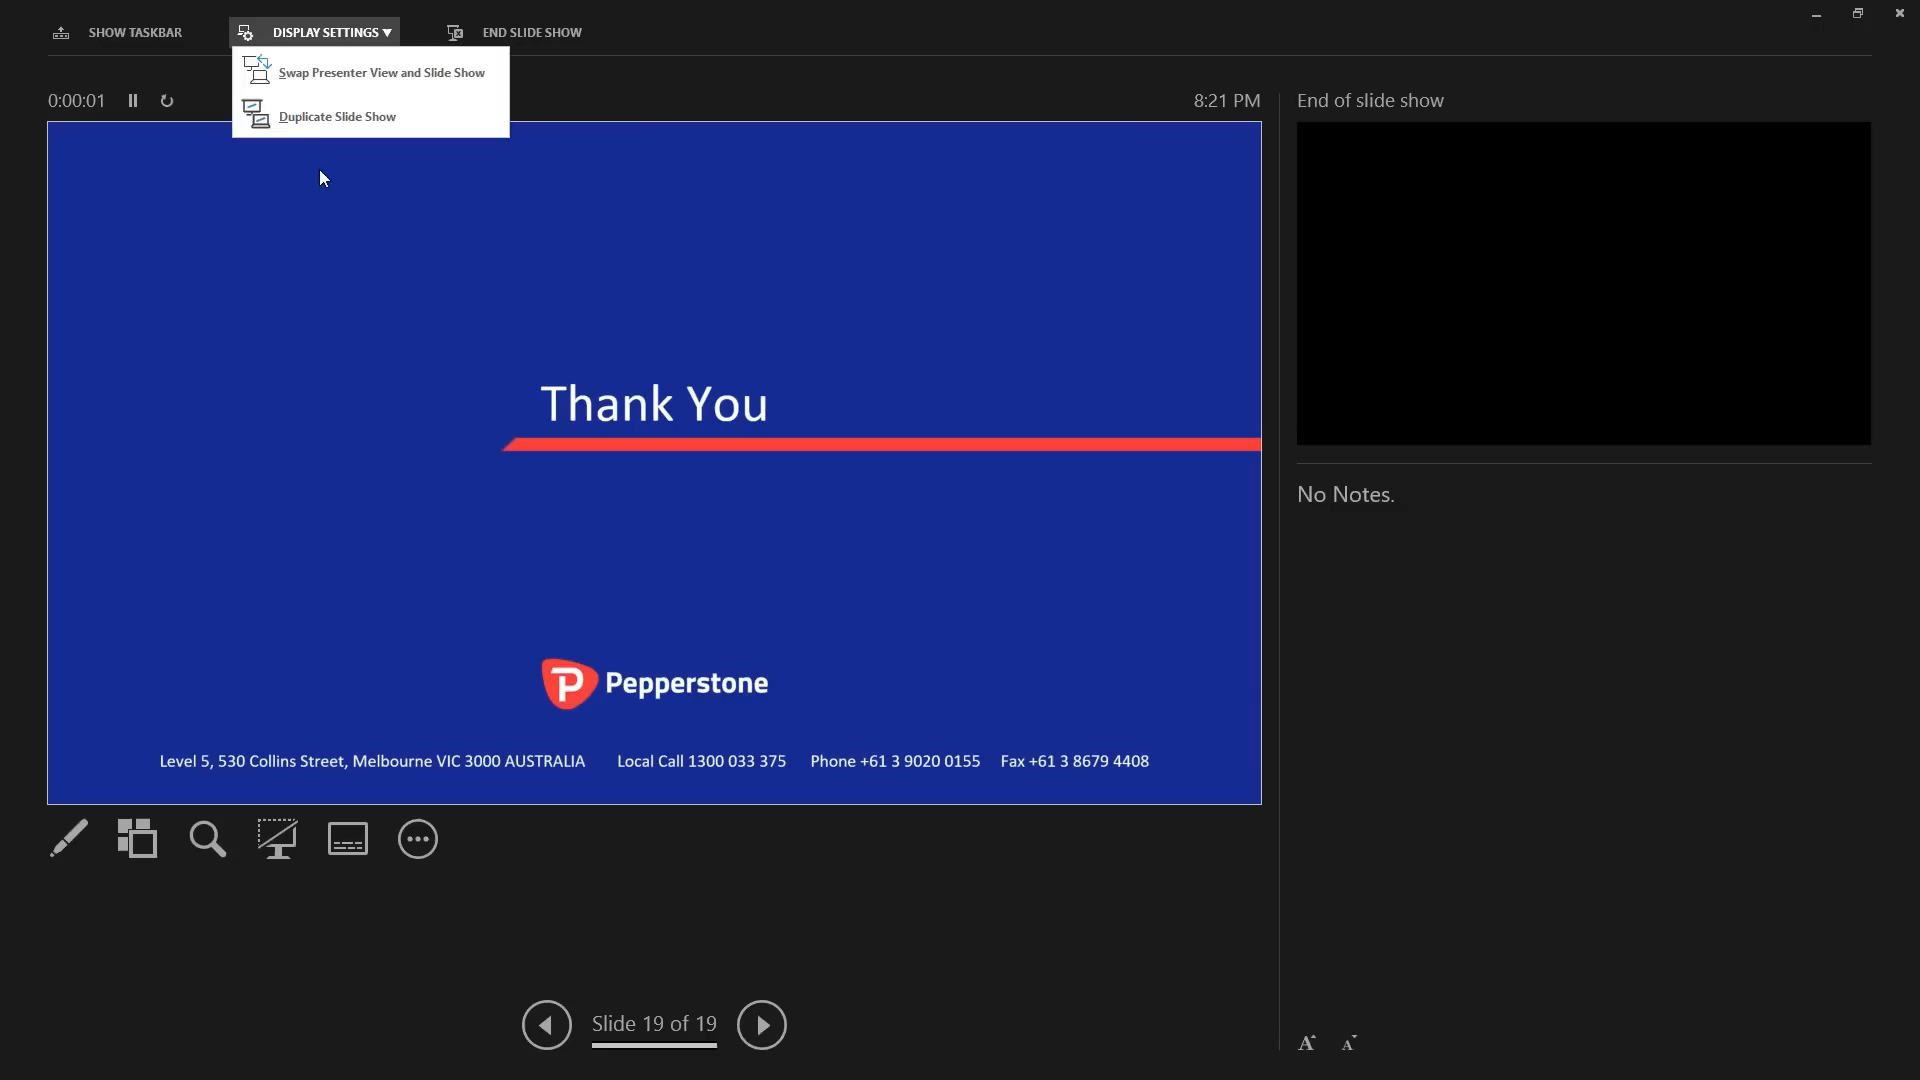 SHOW TASKBAR
DISPLAY SETTINGS ▼
END SLIDE SHOW
Swap Presenter View and Slide Show
Duplicate Slide Show
0:00:01
8:21 PM
End of slide show
Thank You
P Pepperstone
Level 5, 530 Collins Street, Melbourne VIC 3000 AUSTRALIA Local Call 1300 033 375 Phone +61 3 9020 0155 Fax +61 3 8679 4408
No Notes.
Slide 19 of 19
A A